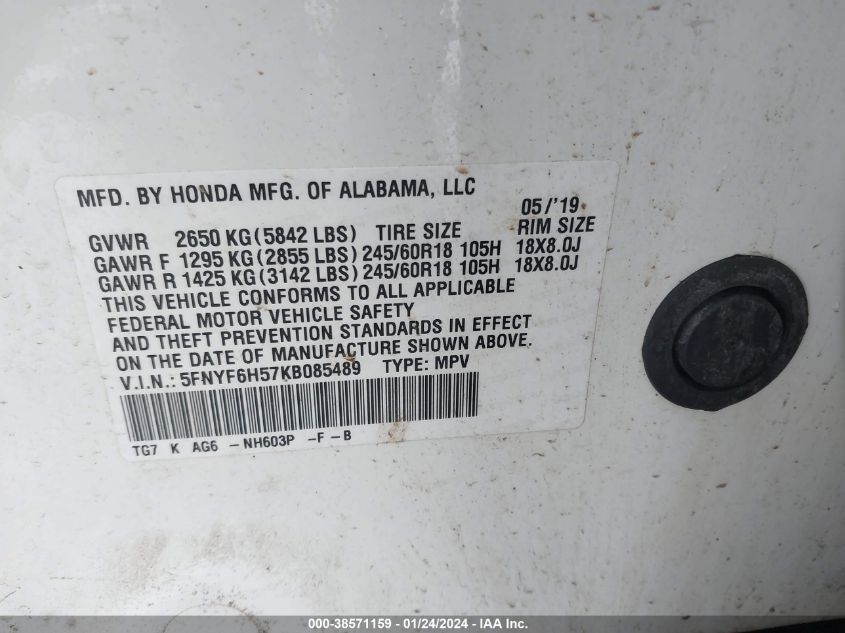 MFD. BY HONDA MFG. OF ALABAMA, LLC
05/'19
GVWR 2650 KG(5842 LBS) TIRE SIZE RIM SIZE
GAWR F 1295 KG(2855 LBS) 245/60R18 105H 18X8.0J
GAWR R 1425 KG(3142 LBS) 245/60R18 105H 18X8.0J
THIS VEHICLE CONFORMS TO ALL APPLICABLE
FEDERAL MOTOR VEHICLE SAFETY
AND THEFT PREVENTION STANDARDS IN EFFECT
ON THE DATE OF MANUFACTURE SHOWN ABOVE.
V.I.N.: 5FNYF6H57KB085489 TYPE: MPV
TG7 K AG6 -NH603P -F-B
000-38571159 - 01/24/2024 - IAA Inc.